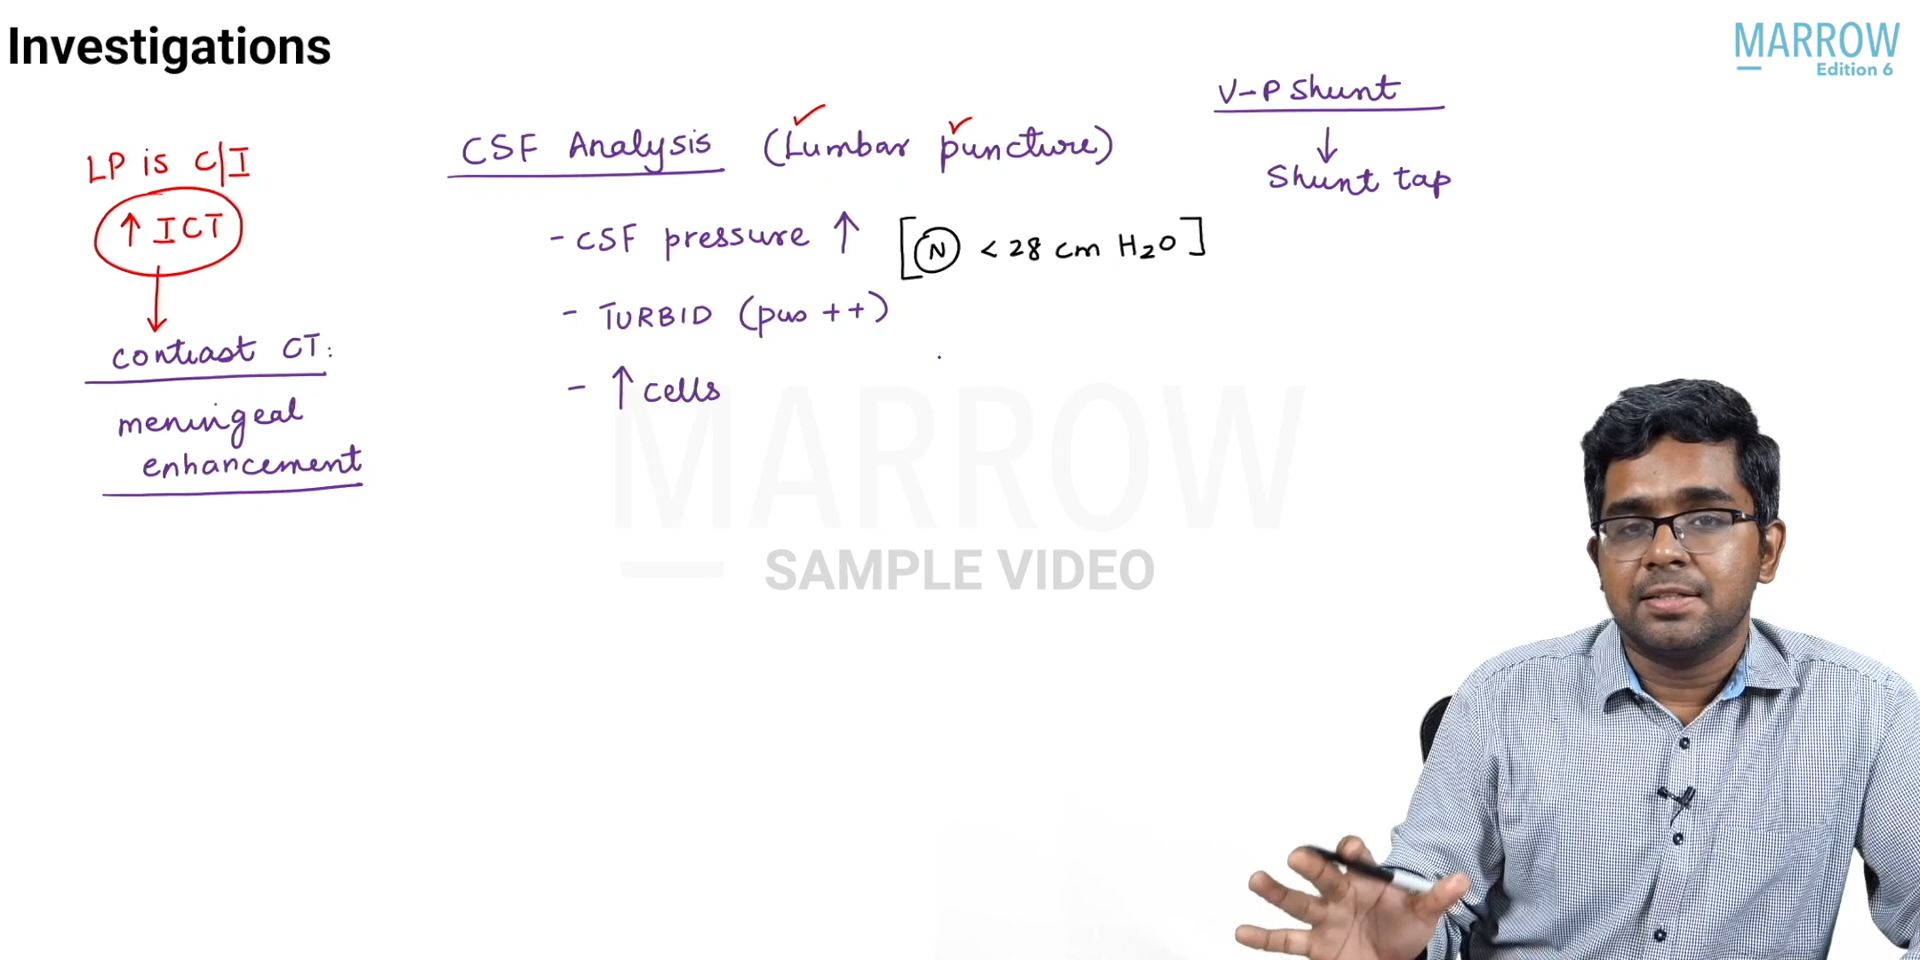 Investigations
MARROW
Edition 6
V-P Shunt
↓
Shunt tap
LP is C/I
↑ ICT
contrast CT:
meningeal
enhancement
CSF Analysis (Lumbar puncture)
- CSF pressure ↑ [N < 28 cm H2O]
- TURBID (pus ++)
- ↑ cells
MARROW
SAMPLE VIDEO